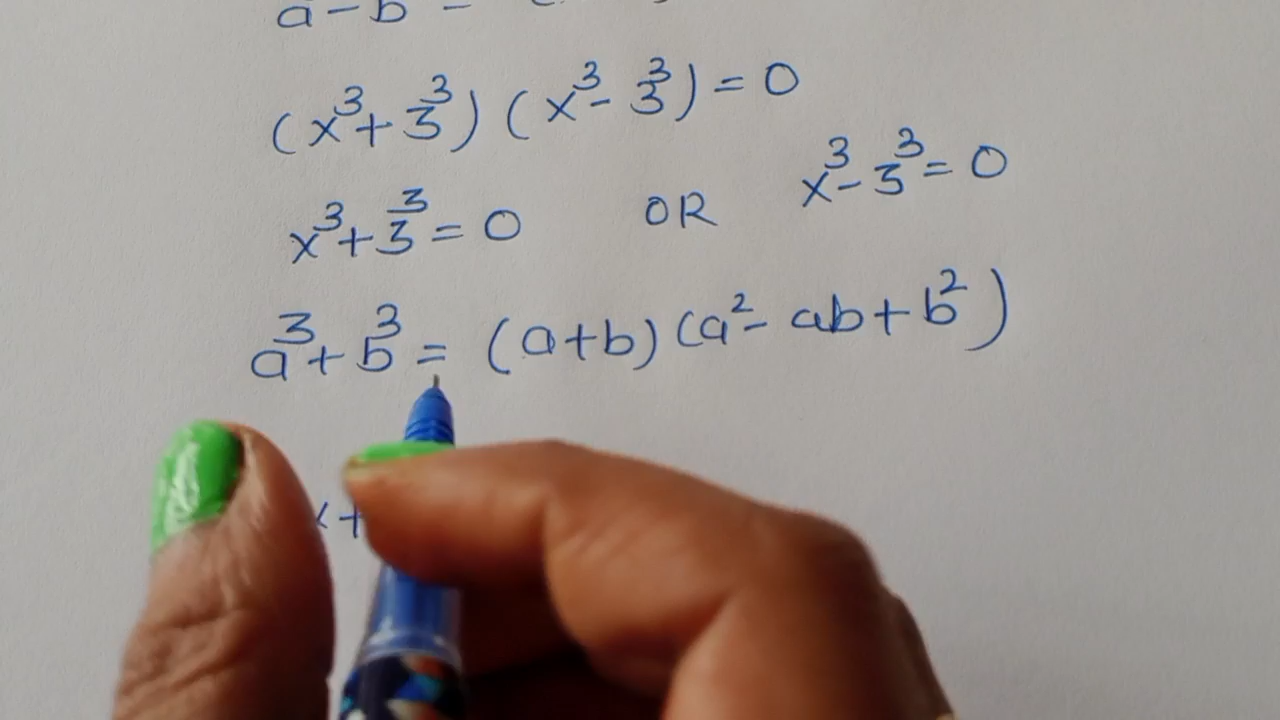 a - b =
(x³ + 3³) (x³ - 3³) = 0
x³ + 3³ = 0 OR x³ - 3³ = 0
a³ + b³ = (a+b) (a² - ab + b²)
x +